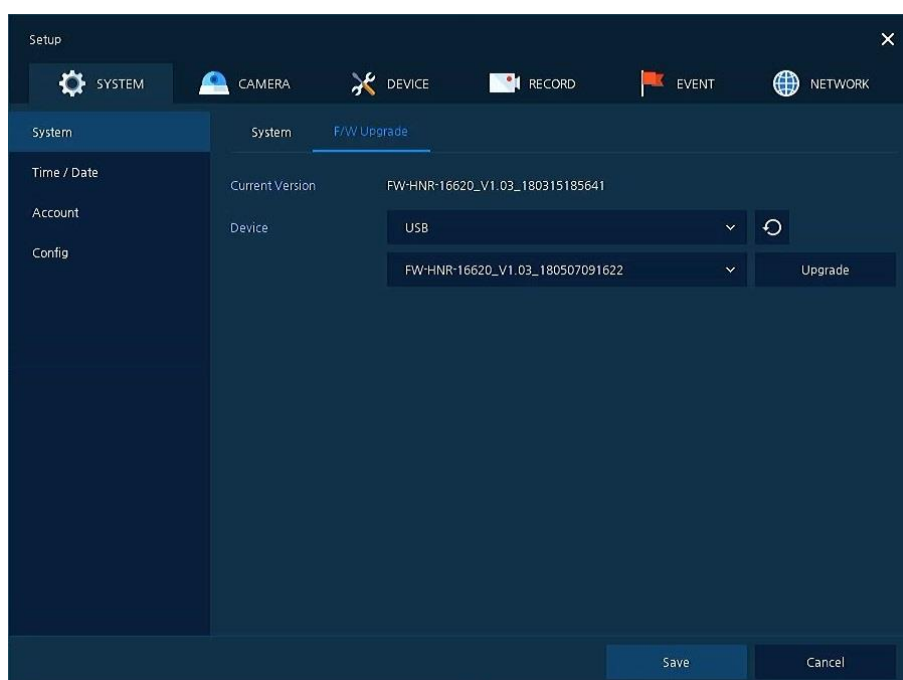 Setup
SYSTEM CAMERA DEVICE RECORD EVENT NETWORK
System System F/W Upgrade
Time / Date
Current Version FW-HNR-16620_V1.03_180315185641
Account
Device USB
Config
FW-HNR-16620_V1.03_180507091622 Upgrade
Save Cancel